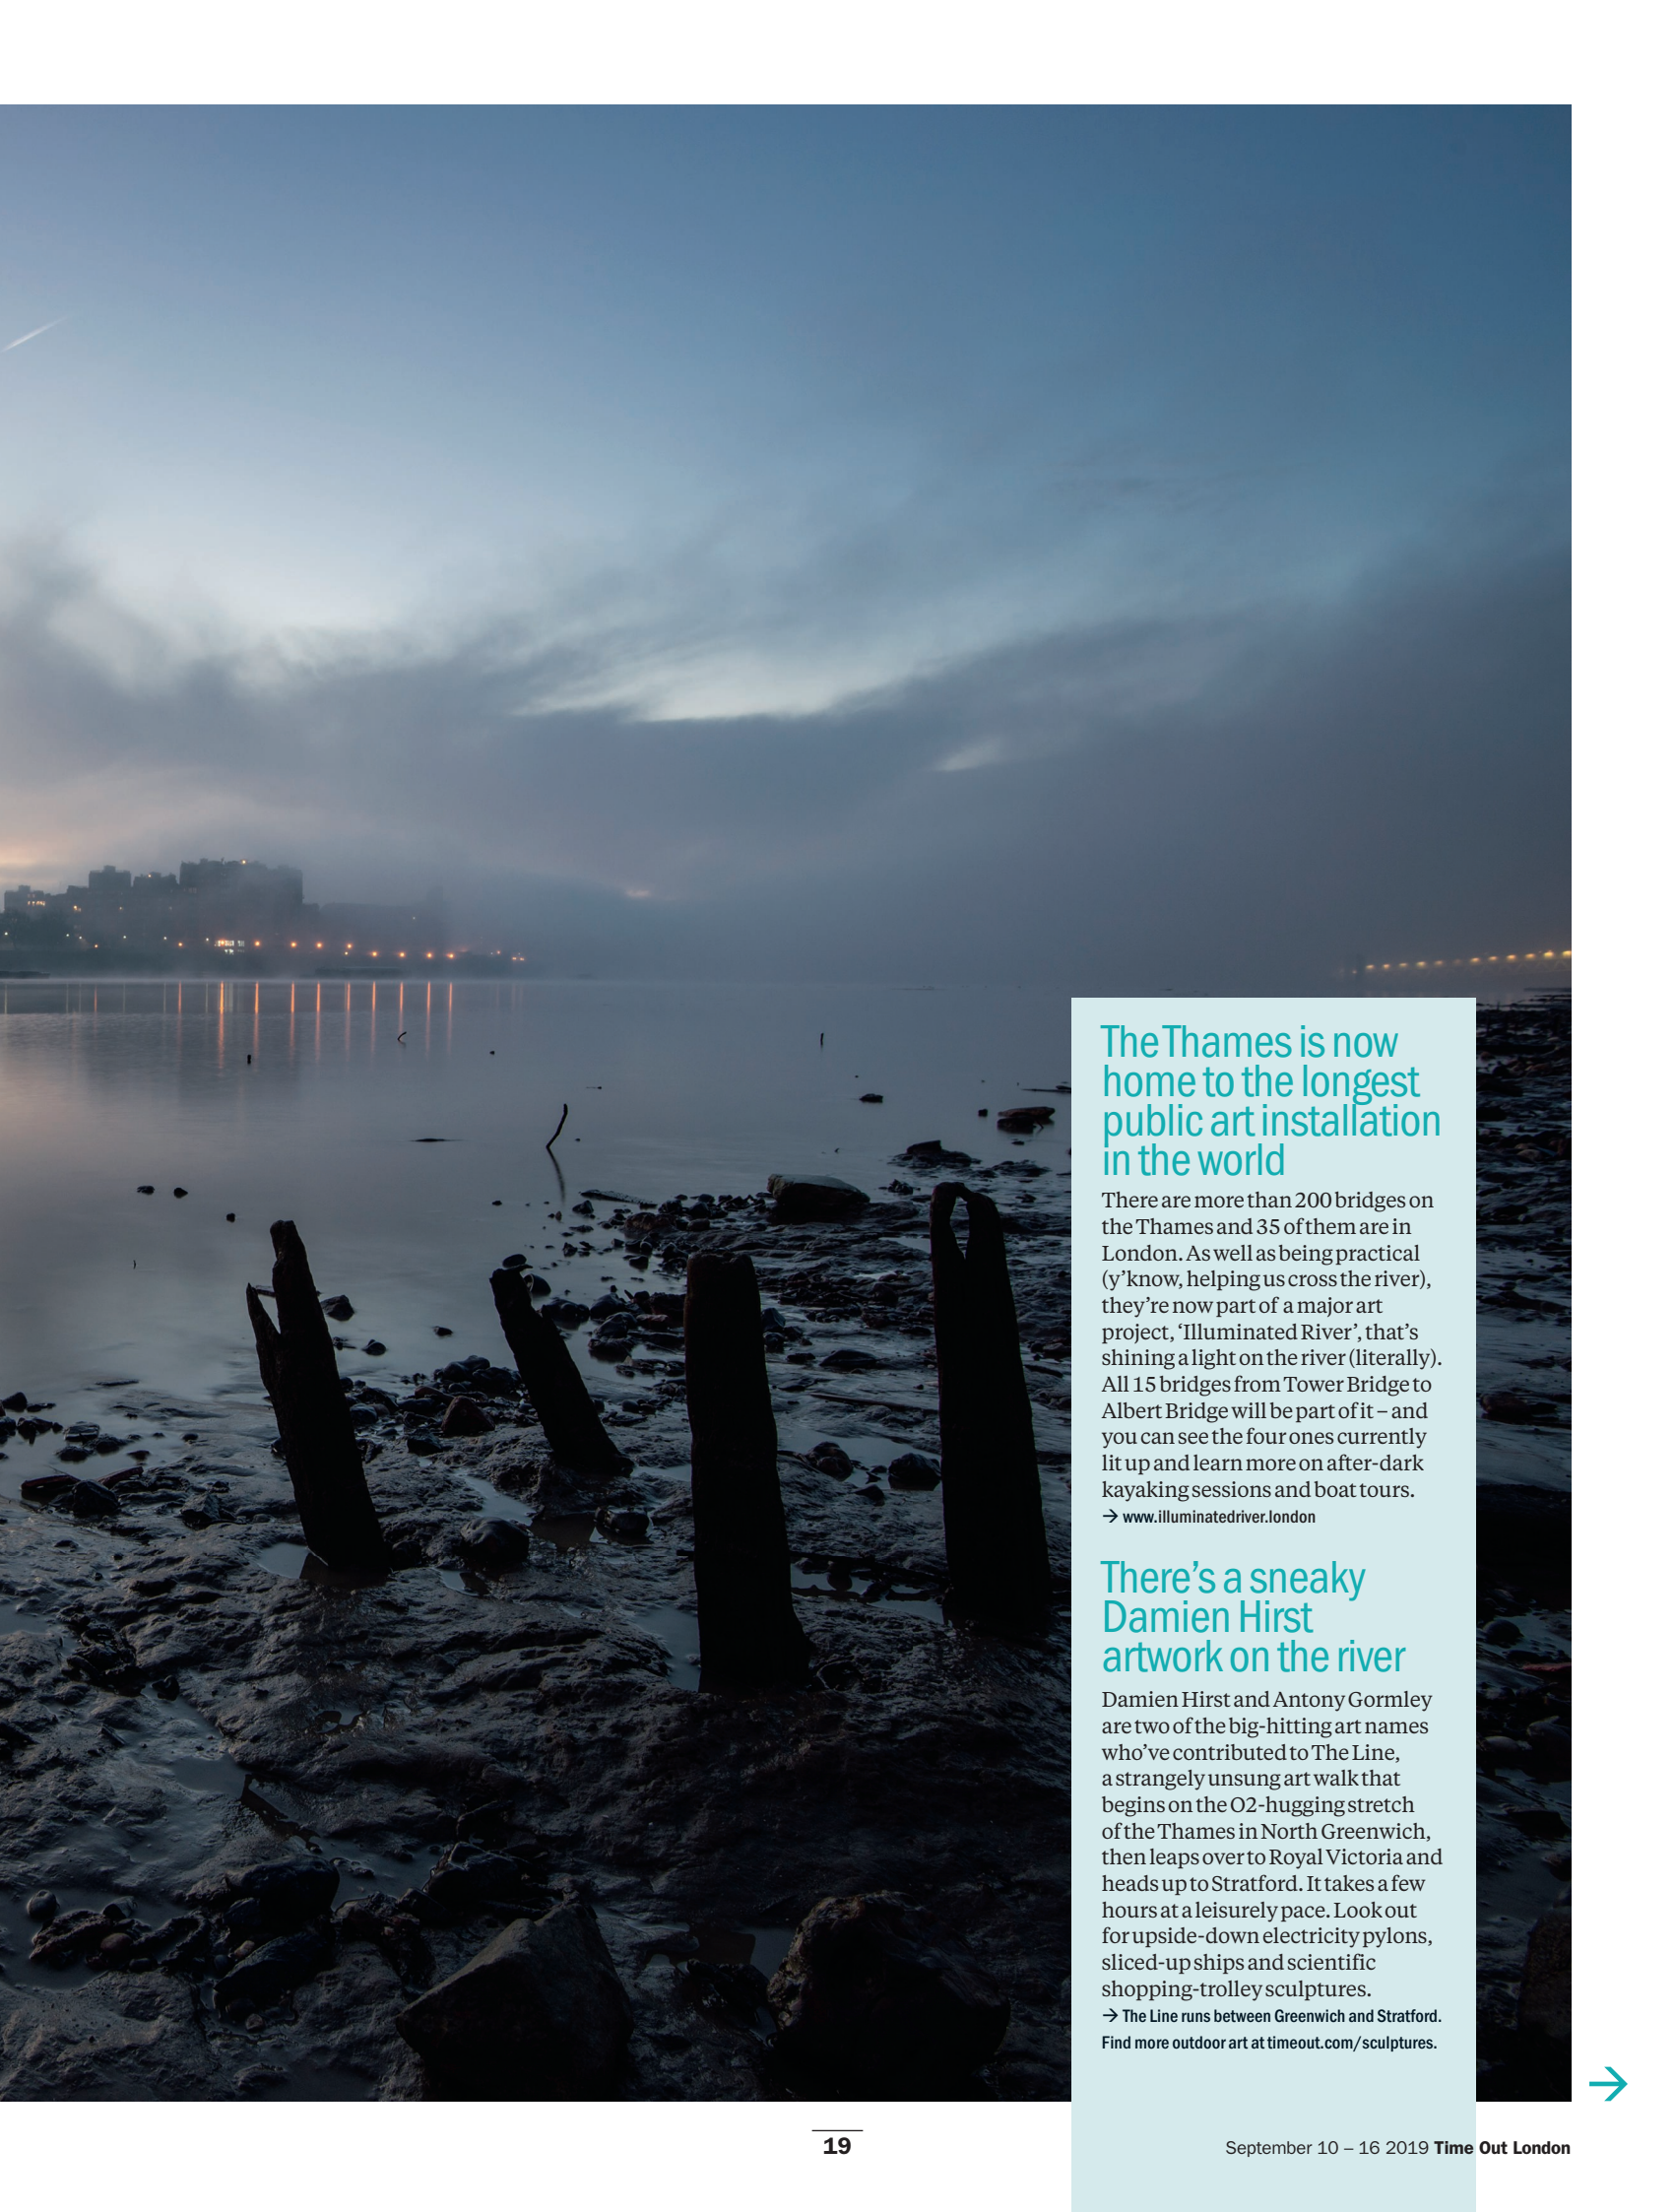 The Thames is now
home to the longest
public art installation
in the world
There are more than 200 bridges on
the Thames and 35 of them are in
London. As well as being practical
(y’know, helping us cross the river),
they’re now part of a major art
project, ‘Illuminated River’, that’s
shining a light on the river (literally).
All 15 bridges from Tower Bridge to
Albert Bridge will be part of it – and
you can see the four ones currently
lit up and learn more on after-dark
kayaking sessions and boat tours.
→ www.illuminatedriver.london
There’s a sneaky
Damien Hirst
artwork on the river
Damien Hirst and Antony Gormley
are two of the big-hitting art names
who’ve contributed to The Line,
a strangely unsung art walk that
begins on the O2-hugging stretch
of the Thames in North Greenwich,
then leaps over to Royal Victoria and
heads up to Stratford. It takes a few
hours at a leisurely pace. Look out
for upside-down electricity pylons,
sliced-up ships and scientific
shopping-trolley sculptures.
→ The Line runs between Greenwich and Stratford.
Find more outdoor art at timeout.com/sculptures.
→
19
September 10 – 16 2019 Time Out London